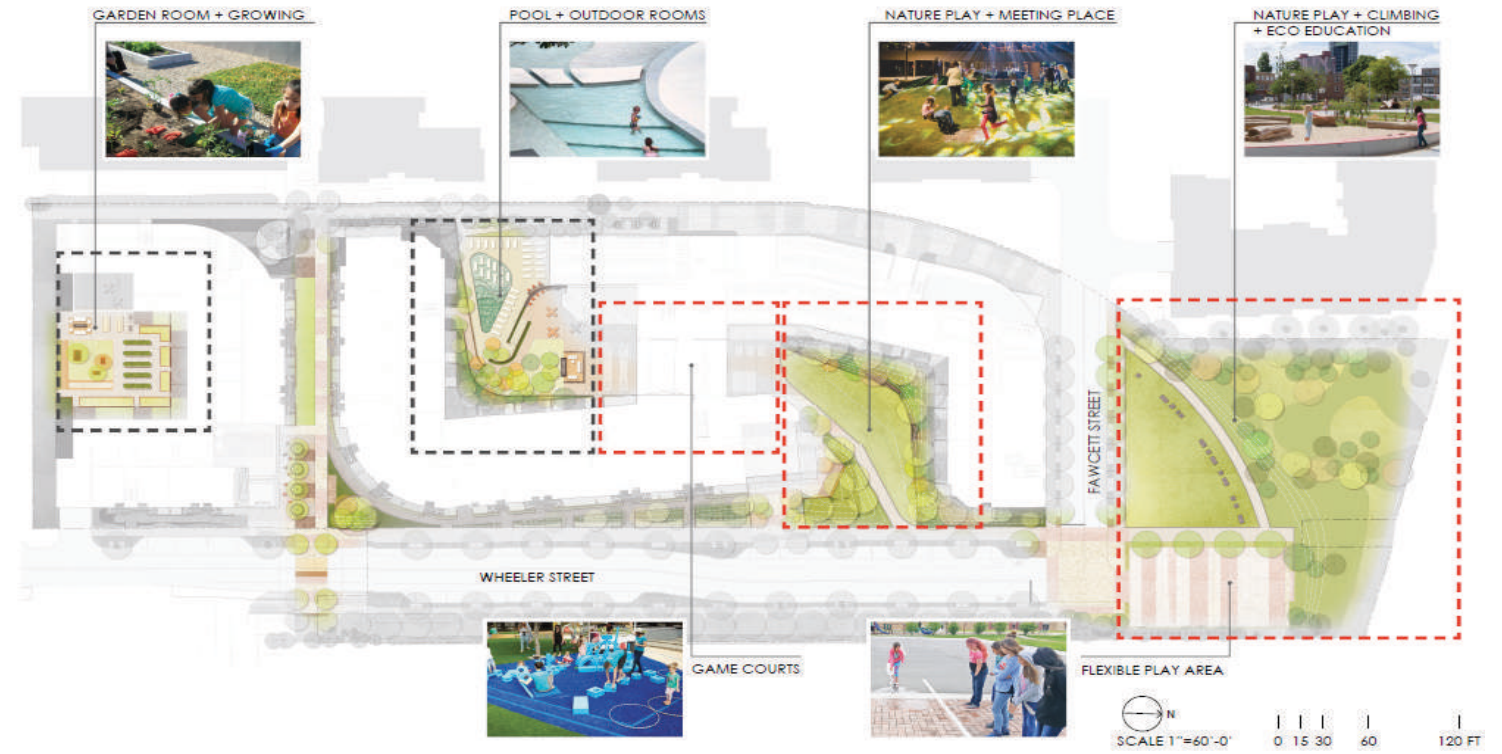 GARDEN ROOM + GROWING
POOL + OUTDOOR ROOMS
NATURE PLAY + MEETING PLACE
NATURE PLAY + CLIMBING
+ ECO EDUCATION
FAWCETT STREET
WHEELER STREET
GAME COURTS
FLEXIBLE PLAY AREA
N
SCALE 1"=60'-0'
0 15 30 60 120 FT